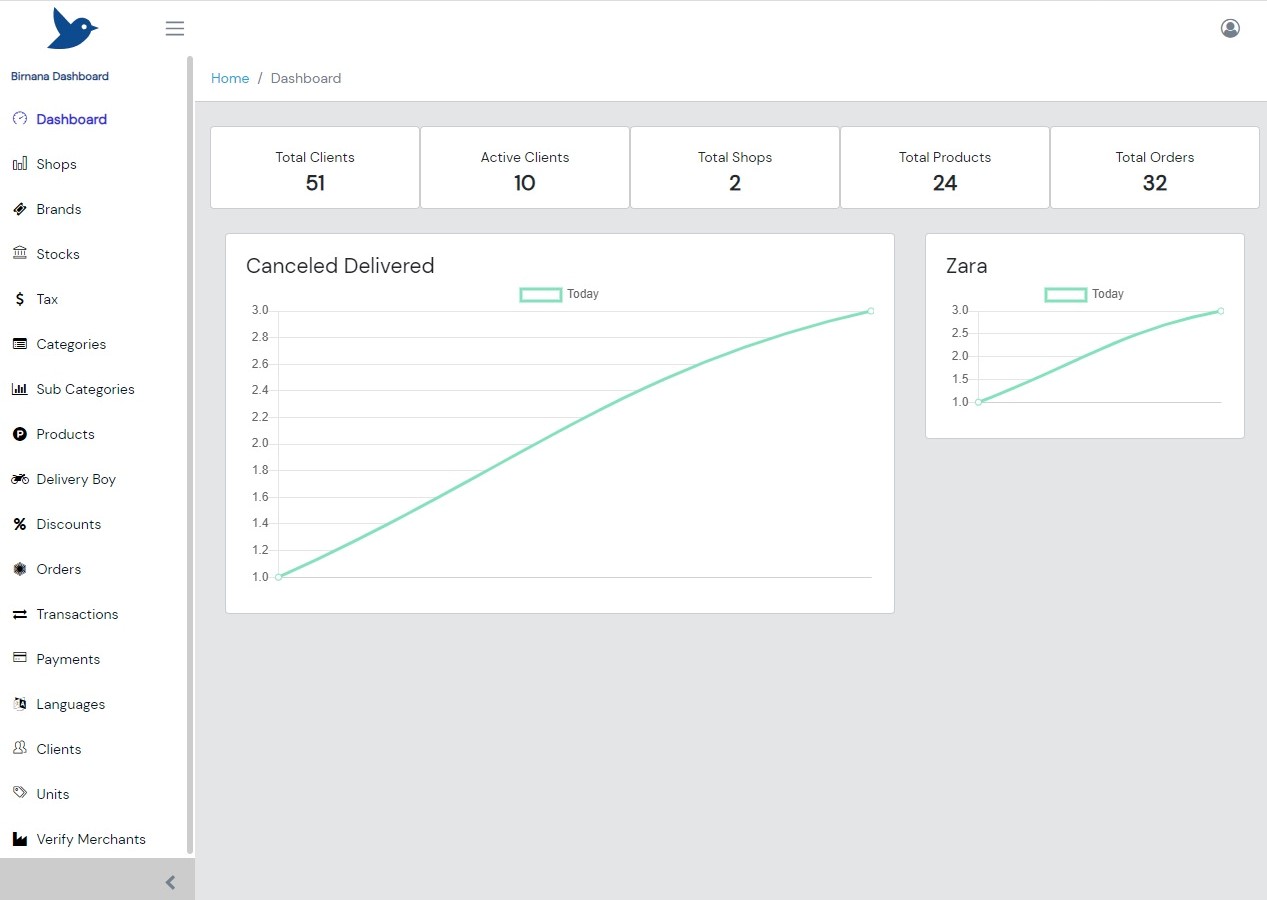 Birnana Dashboard
Dashboard
Shops
Brands
Stocks
Tax
Categories
Sub Categories
Products
Delivery Boy
Discounts
Orders
Transactions
Payments
Languages
Clients
Units
Verify Merchants
Home / Dashboard
Total Clients
51
Active Clients
10
Total Shops
2
Total Products
24
Total Orders
32
Canceled Delivered
Today
3.0
2.8
2.6
2.4
2.2
2.0
1.8
1.6
1.4
1.2
1.0
Zara
Today
3.0
2.5
2.0
1.5
1.0